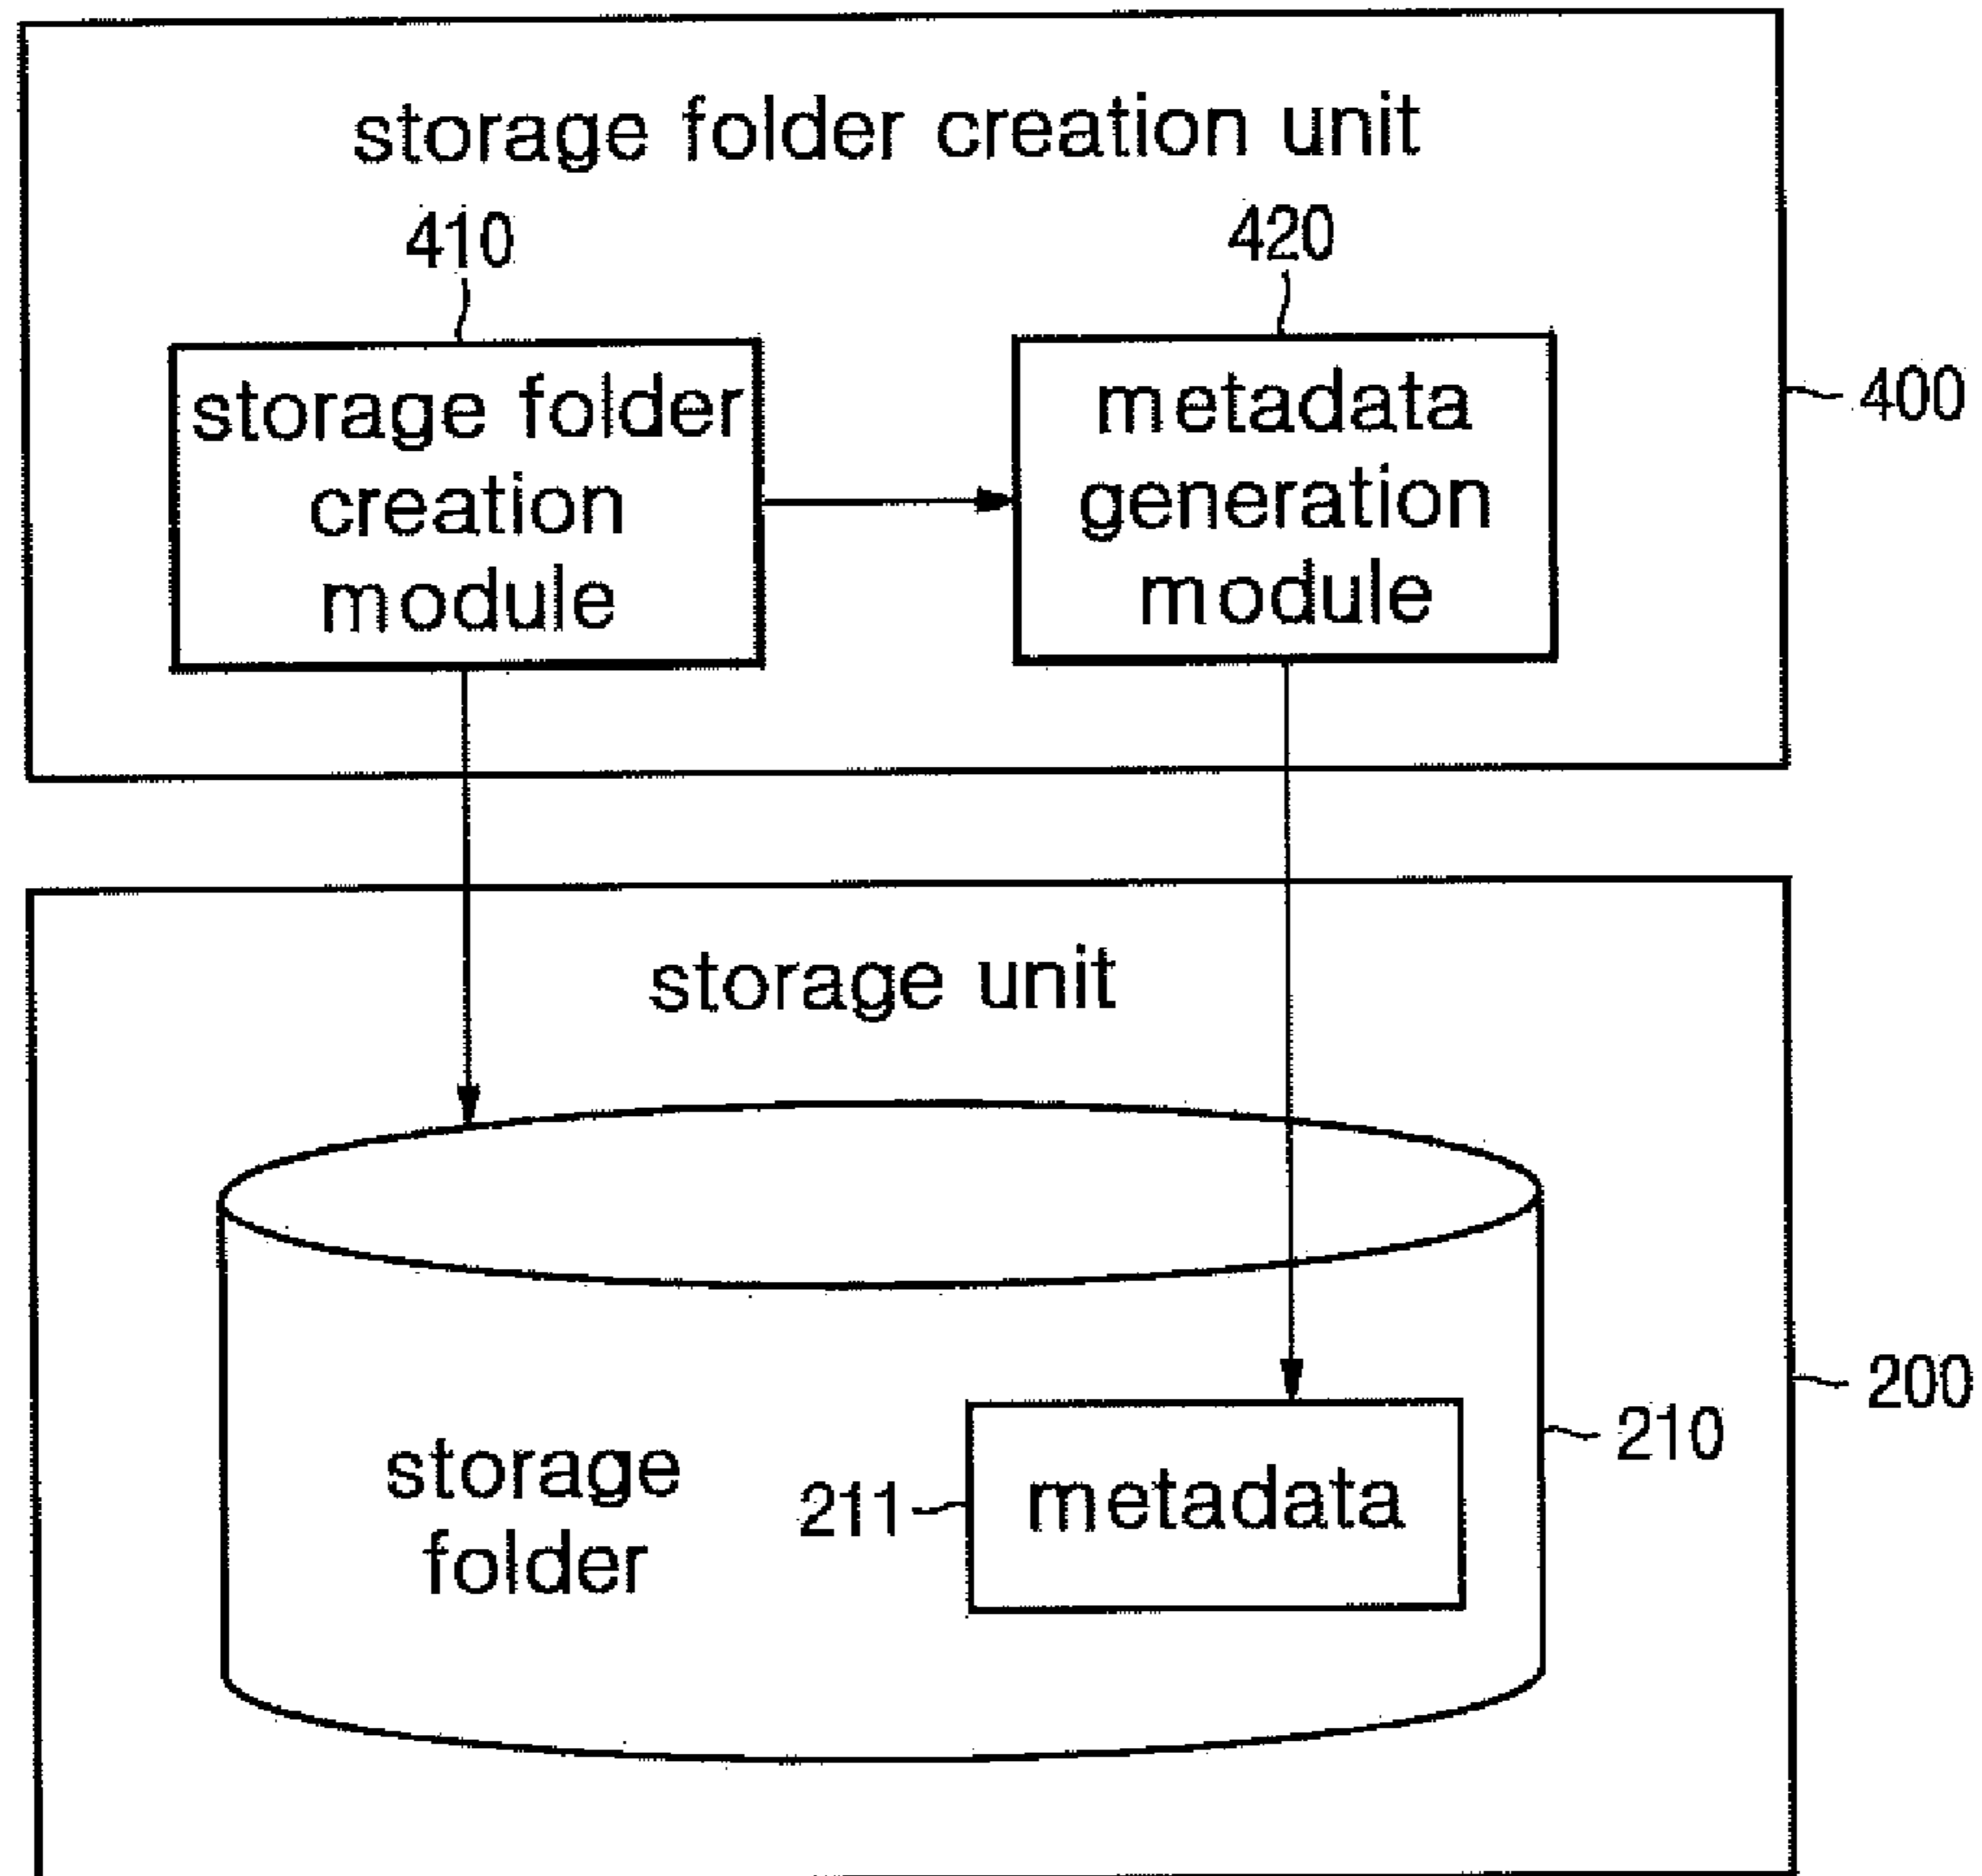 storage folder creation unit
410
420
storage folder
creation
module
metadata
generation
module
400
storage unit
storage
folder
211
metadata
210
200